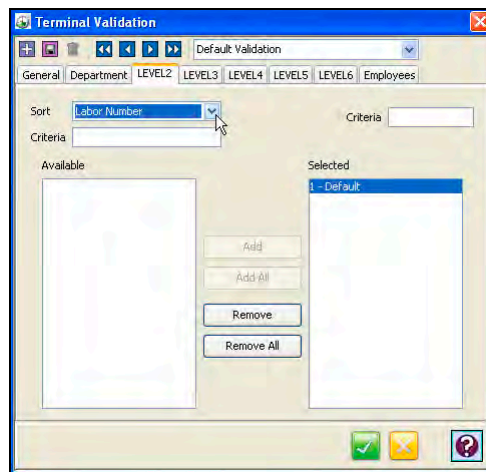 Terminal Validation
Default Validation
General Department LEVEL2 LEVEL3 LEVEL4 LEVEL5 LEVEL6 Employees
Sort Labor Number
Criteria
Criteria
Available Selected
1 - Default
Add
Add All
Remove
Remove All
?